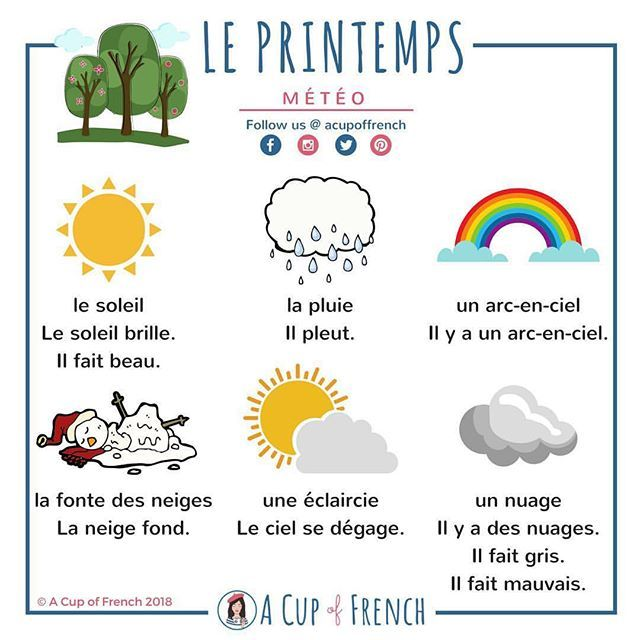 LE PRINTEMPS
MÉTÉO
Follow us @ acupoffrench
le soleil
Le soleil brille.
Il fait beau.
la pluie
Il pleut.
un arc-en-ciel
Il y a un arc-en-ciel.
la fonte des neiges
La neige fond.
une éclaircie
Le ciel se dégage.
un nuage
Il y a des nuages.
Il fait gris.
Il fait mauvais.
© A Cup of French 2018
A CUP of FRENCH